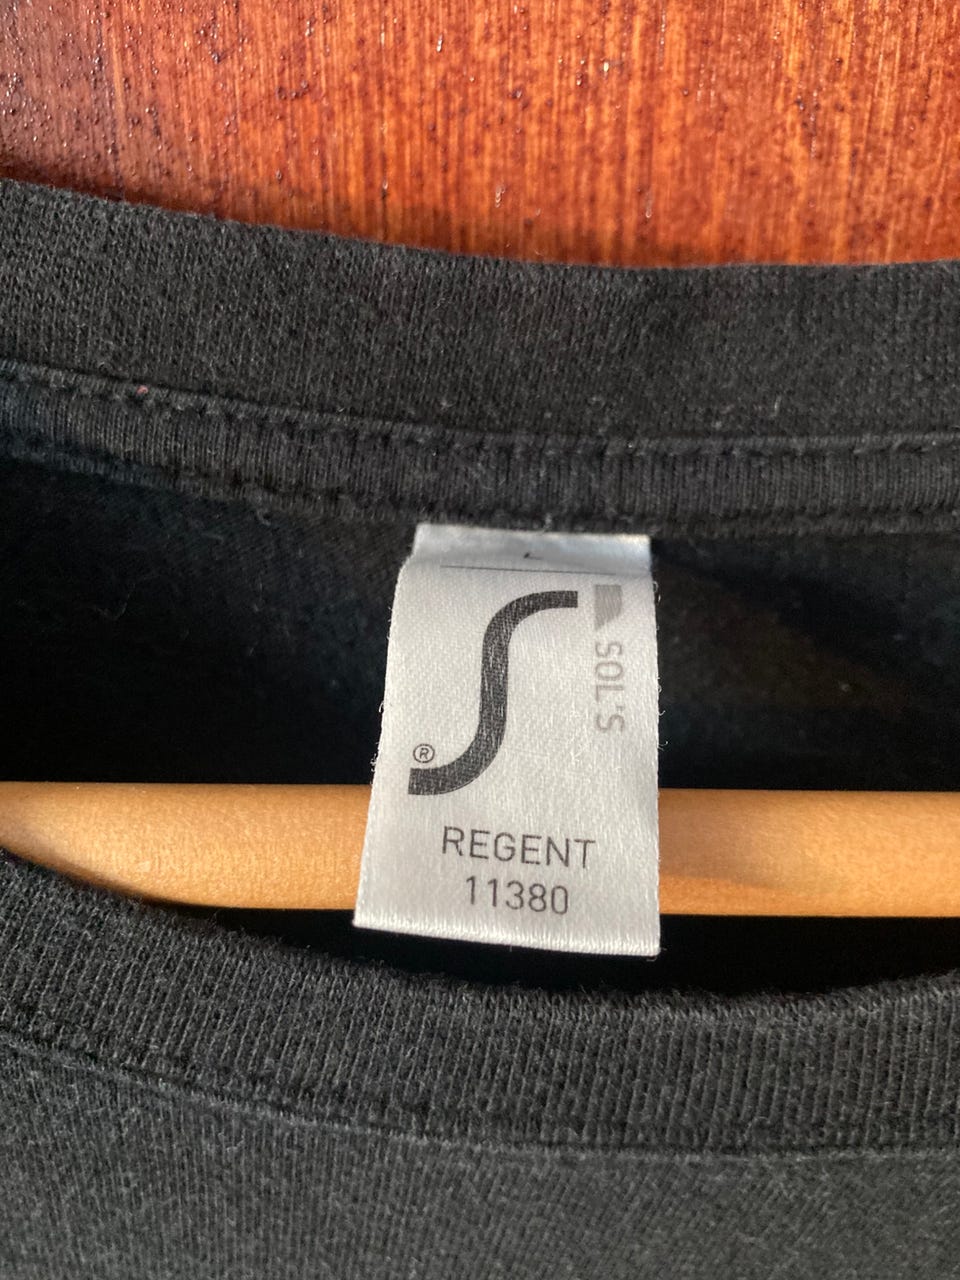 S
SOL'S
®
REGENT
11380